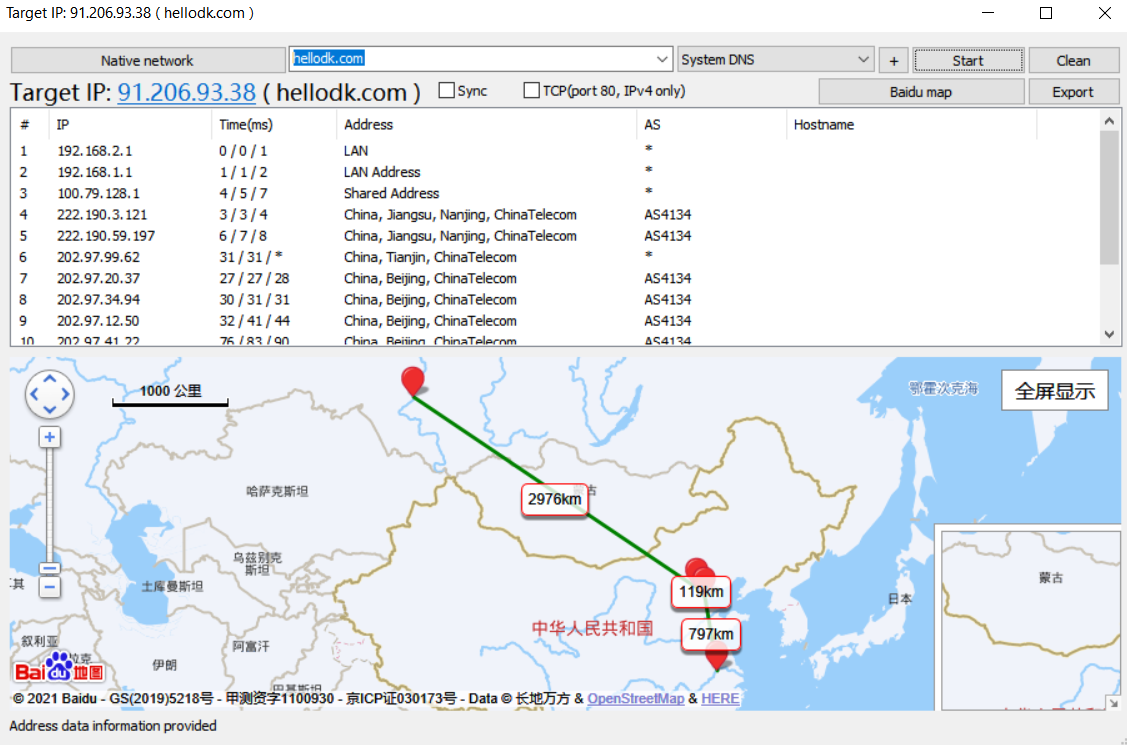 Target IP: 91.206.93.38 ( hellodk.com )
Native network hellodk.com System DNS + Start Clean
Target IP: 91.206.93.38 ( hellodk.com ) Sync TCP(port 80, IPv4 only) Baidu map Export
# IP Time(ms) Address AS Hostname
1 192.168.2.1 0 / 0 / 1 LAN *
2 192.168.1.1 1 / 1 / 2 LAN Address *
3 100.79.128.1 4 / 5 / 7 Shared Address *
4 222.190.3.121 3 / 3 / 4 China, Jiangsu, Nanjing, ChinaTelecom AS4134
5 222.190.59.197 6 / 7 / 8 China, Jiangsu, Nanjing, ChinaTelecom AS4134
6 202.97.99.62 31 / 31 / * China, Tianjin, ChinaTelecom *
7 202.97.20.37 27 / 27 / 28 China, Beijing, ChinaTelecom AS4134
8 202.97.34.94 30 / 31 / 31 China, Beijing, ChinaTelecom AS4134
9 202.97.12.50 32 / 41 / 44 China, Beijing, ChinaTelecom AS4134
10 202.97.41.22 76 / 83 / 90 China, Beijing, ChinaTelecom AS4134
1000 公里
鄂霍次克海
全屏显示
哈萨克斯坦
2976km
古
乌兹别克
斯坦
土库曼斯坦
蒙古
119km
日本
中华人民共和国
797km
叙利亚
阿富汗
伊朗
Bai du 地图
巴基斯坦
© 2021 Baidu - GS(2019)5218号 - 甲测资字1100930 - 京ICP证030173号 - Data © 长地万方 & OpenStreetMap & HERE
Address data information provided